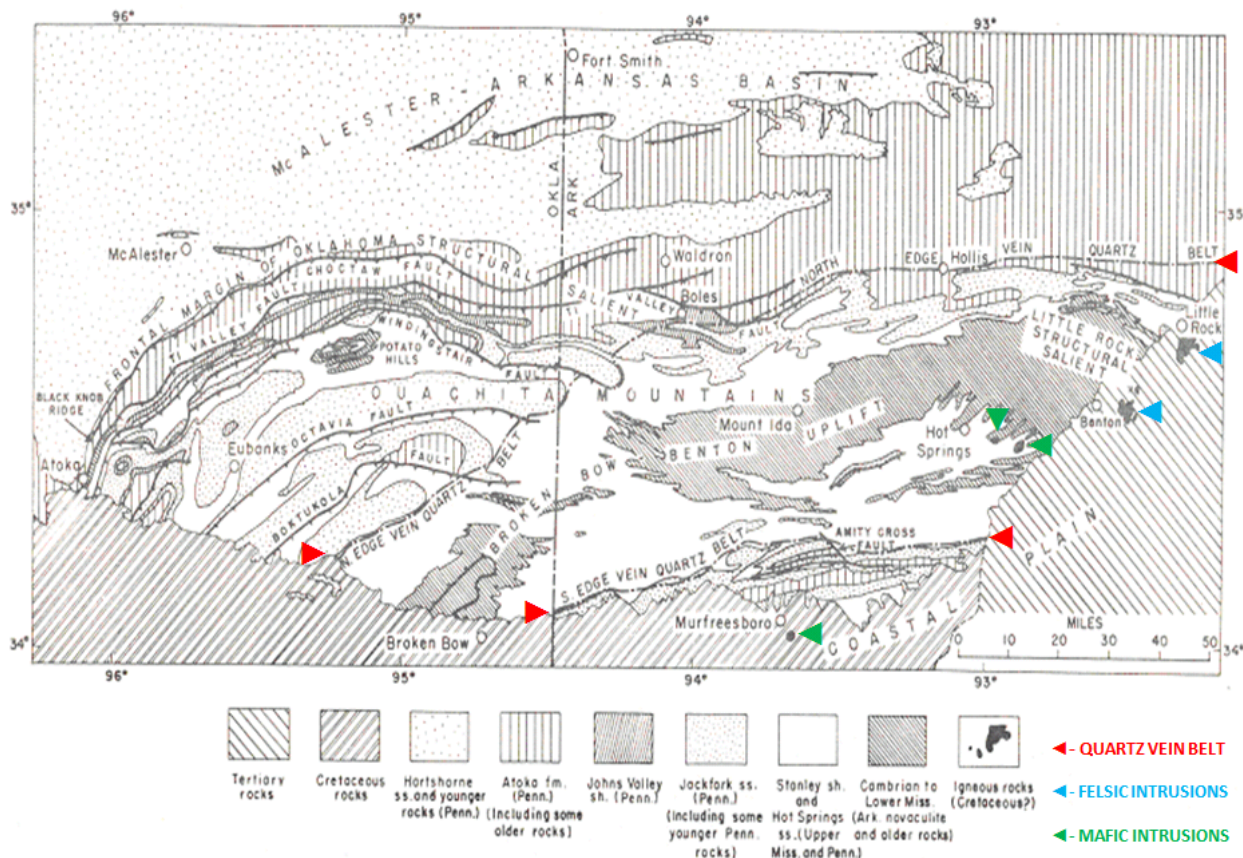 96°
95°
94°
93°
Fort Smith
McALESTER - ARKANSAS BASIN
OKLA
ARK
35°
35°
McALESTER
FRONTAL MARGIN OF OKLAHOMA STRUCTURAL SALIENT
CHOCTAW FAULT
TI VALLEY FAULT
Waldron
NORTH EDGE VEIN QUARTZ BELT
Hollis
Boles
TI VALLEY FAULT
Little
Rock
LITTLE ROCK
STRUCTURAL
SALIENT
WINDINGSTAIR FAULT
POTATO
HILLS
BLACK KNOB
RIDGE
OUACHITA MOUNTAINS
Mount Ida
BENTON UPLIFT
BROKEN BOW
Hot
Springs
Benton
Atoka
Eubanks
OCTAVIA FAULT
BOKTUKOLA FAULT
S. EDGE VEIN QUARTZ BELT
S. EDGE VEIN QUARTZ BELT
AMITY CROSS
FAULT
COASTAL PLAIN
Murfreesboro
Broken Bow
34°
MILES
0 10 20 30 40 50
96°
95°
94°
93°
34°
Tertiary
rocks
Cretaceous
rocks
Hartshorne
ss. and younger
rocks (Penn.)
Atoka fm.
(Penn.)
(Including some
older rocks)
Johns Valley
sh. (Penn.)
Jackfork ss.
(Penn.)
(Including some
younger Penn.
rocks)
Stanley sh.
and
Hot Springs
ss. (Upper
Miss. and Penn.)
Cambrian to
Lower Miss.
(Ark. novaculite
and older rocks)
Igneous rocks
(Cretaceous?)
- QUARTZ VEIN BELT
- FELSIC INTRUSIONS
- MAFIC INTRUSIONS